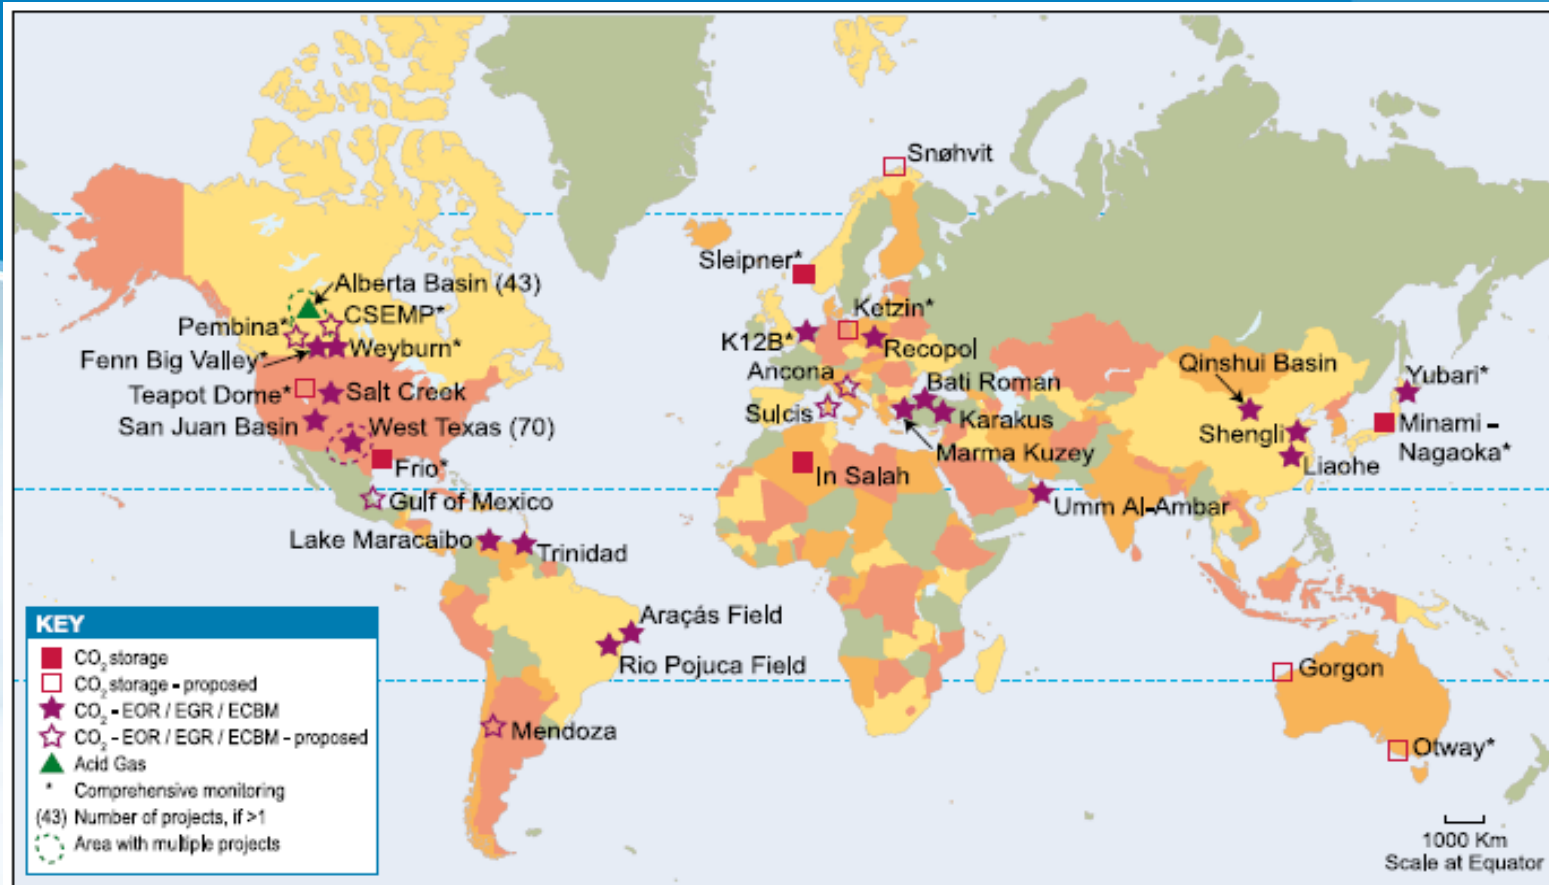 Snøhvit
Sleipner*
Alberta Basin (43)
CSEMP*
Pembina*
Ketzin*
K12B*
Recopol
Fenn Big Valley*
Weyburn*
Qinshui Basin
Ancona
Bati Roman
Yubari*
Teapot Dome*
Salt Creek
Sulcis
Karakus
San Juan Basin
West Texas (70)
Shengli
Minami –
Nagaoka*
Marma Kuzey
Liaohe
Frio*
In Salah
Gulf of Mexico
Umm Al-Ambar
Lake Maracaibo
Trinidad
Araçás Field
Rio Pojuca Field
Gorgon
Mendoza
Otway*
KEY
CO₂ storage
CO₂ storage – proposed
CO₂ – EOR / EGR / ECBM
CO₂ – EOR / EGR / ECBM – proposed
Acid Gas
* Comprehensive monitoring
(43) Number of projects, if >1
Area with multiple projects
1000 Km
Scale at Equator